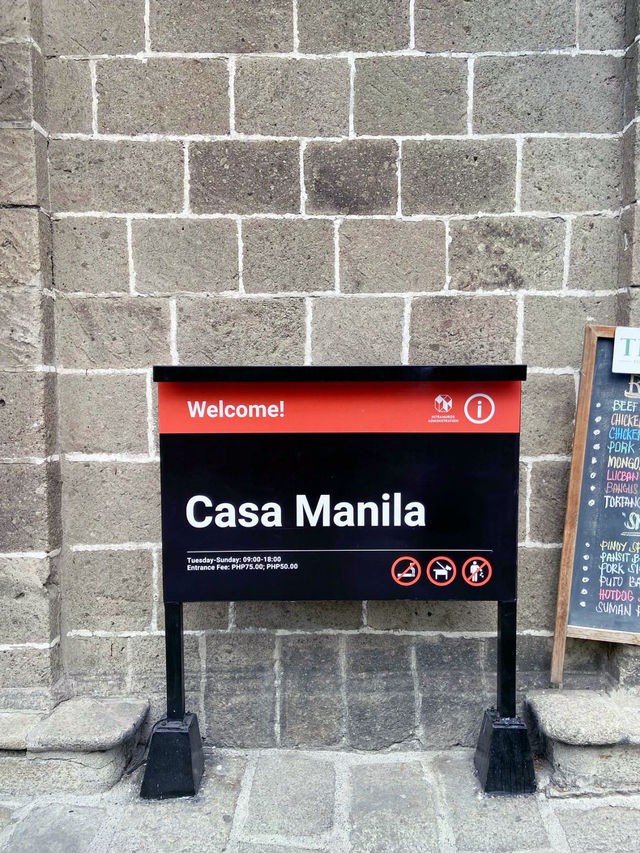 Welcome!
INTRAMUROS
ADMINISTRATION
i
Casa Manila
Tuesday-Sunday: 09:00-18:00
Entrance Fee: PHP75.00; PHP50.00
BEEF
CHICKEN
CHICKEN
PORK
MONGO
LUCBAN
BANGUS
TORTANG
PINOY
PANSIT
PORK
PUTO
HOTDOG
SUMAN